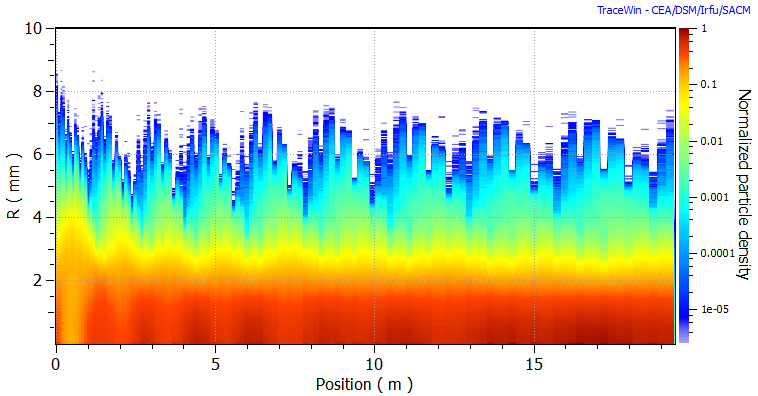 TraceWin - CEA/DSM/Irfu/SACM
10
8
6
4
2
R ( mm )
0
5
10
15
Position ( m )
1
0.1
0.01
0.001
0.0001
1e-05
Normalized particle density